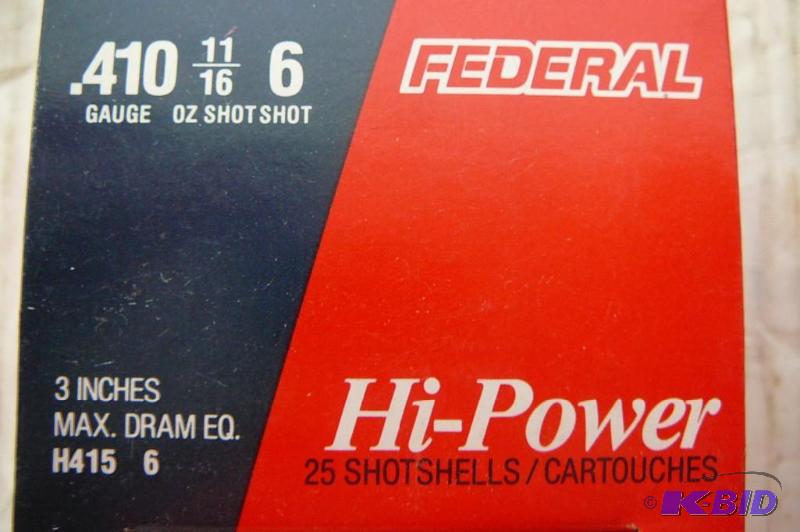 .410 11/16 6
GAUGE OZ SHOT SHOT
FEDERAL
3 INCHES
MAX. DRAM EQ.
H415 6
Hi-Power
25 SHOTSHELLS/CARTOUCHES
© K-BID